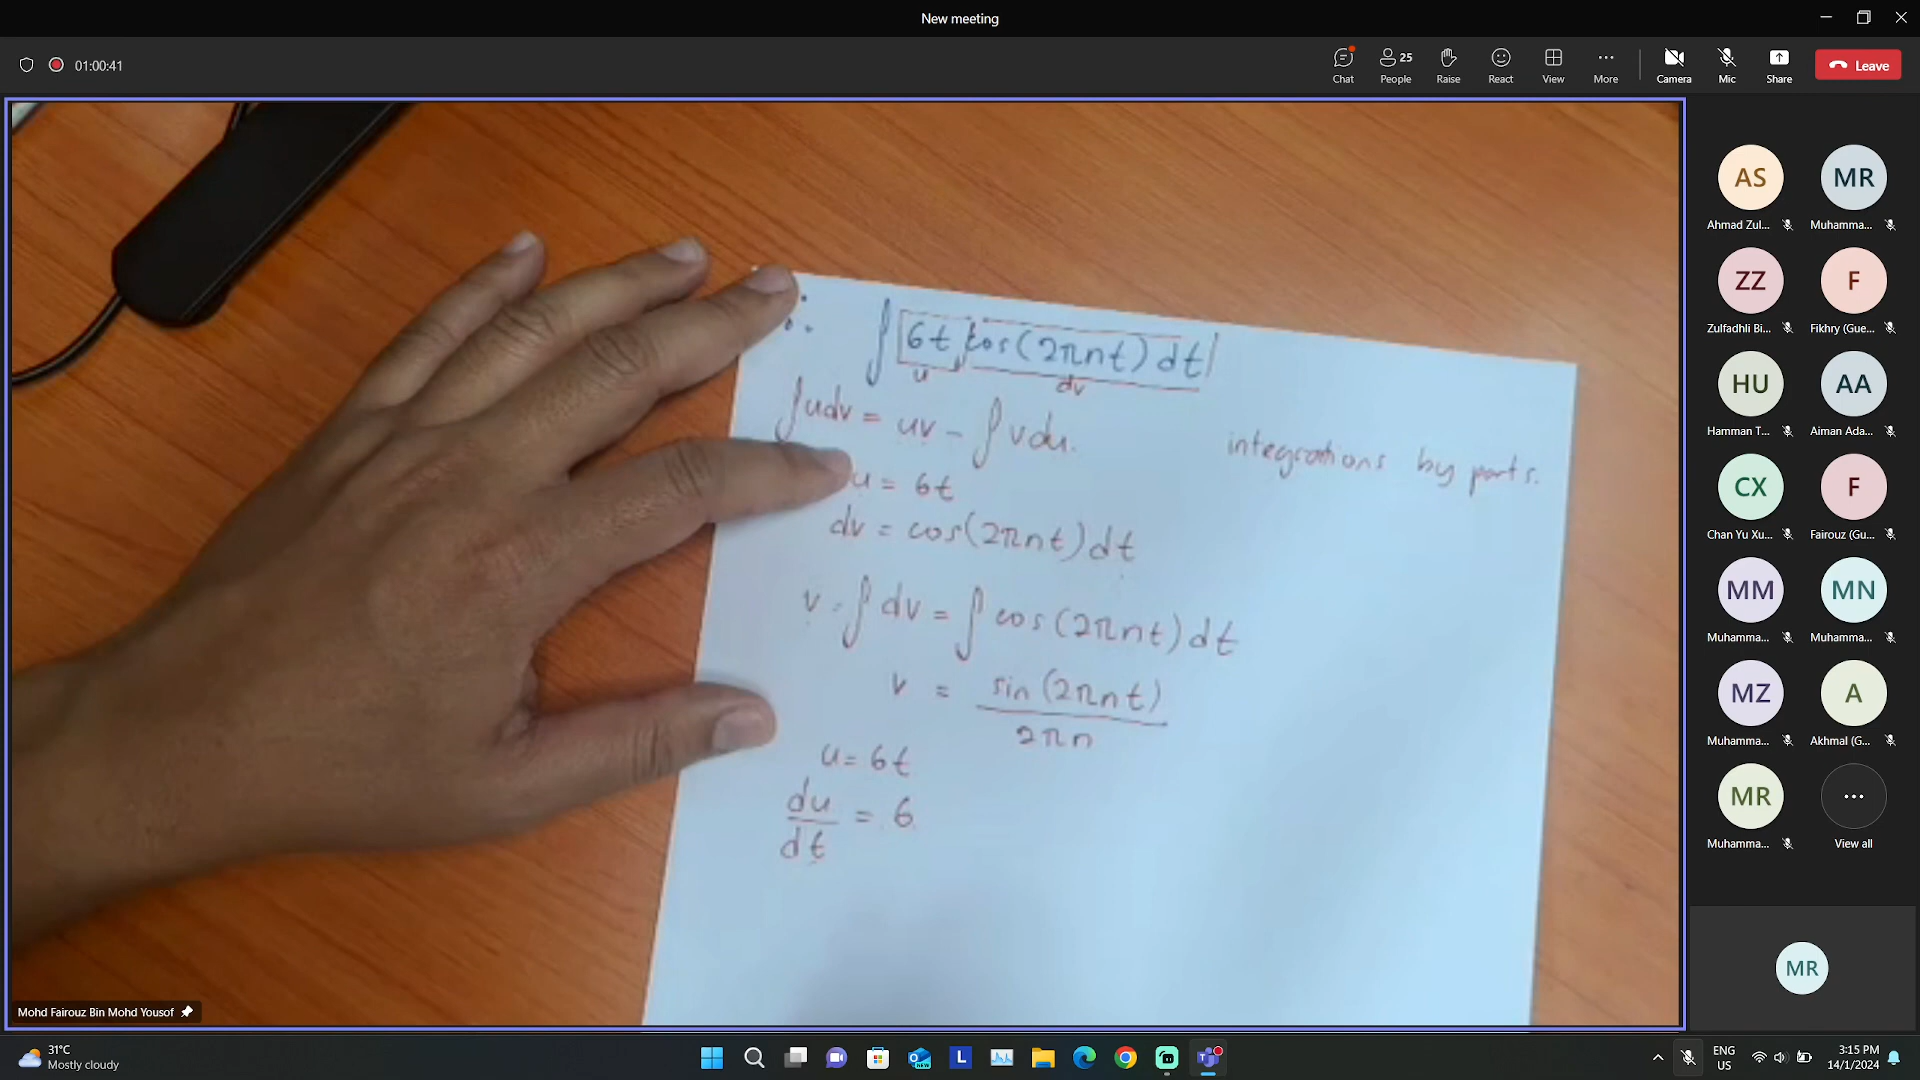 New meeting
01:00:41
Chat
25
People
Raise
React
View
More
Camera
Mic
Share
Leave
∴ ∫ 6t cos(2πnt) dt
u dv
∫udv = uv - ∫vdu.
integrations by parts.
u = 6t
dv = cos(2πnt)dt
v = ∫dv = ∫cos(2πnt)dt
v = sin(2πnt)
2πn
u = 6t
du = 6
dt
AS MR
Ahmad Zul... Muhamma...
ZZ F
Zulfadhli Bi... Fikhry (Gue...
HU AA
Hamman T... Aiman Ada...
CX F
Chan Yu Xu... Fairouz (Gu...
MM MN
Muhamma... Muhamma...
MZ A
Muhamma... Akhmal (G...
MR ...
Muhamma... View all
MR
Mohd Fairouz Bin Mohd Yousof
31°C
Mostly cloudy
NEW
L
ENG
US
3:15 PM
14/1/2024